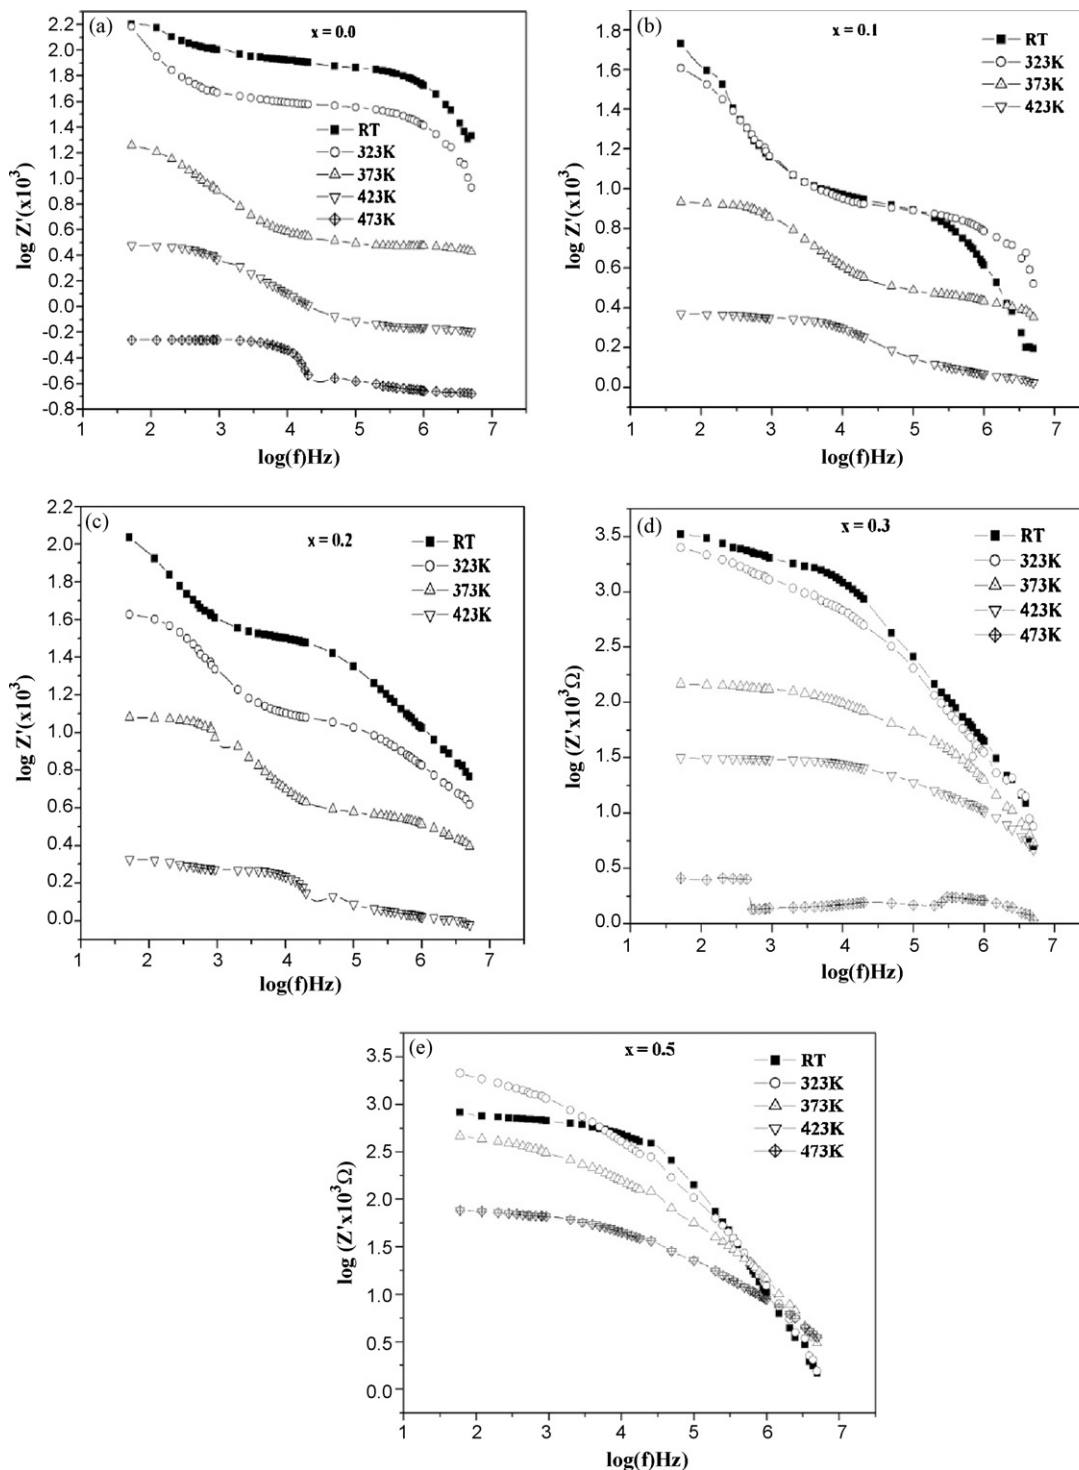 (a)
x = 0.0
2.2
2.0
1.8
1.6
1.4
1.2
1.0
0.8
0.6
0.4
0.2
0.0
-0.2
-0.4
-0.6
-0.8
log Z'(x10³)
RT
323K
373K
423K
473K
1 2 3 4 5 6 7
log(f)Hz
(b)
x = 0.1
1.8
1.6
1.4
1.2
1.0
0.8
0.6
0.4
0.2
0.0
log Z'(x10³)
RT
323K
373K
423K
1 2 3 4 5 6 7
log(f)Hz
(c)
x = 0.2
2.2
2.0
1.8
1.6
1.4
1.2
1.0
0.8
0.6
0.4
0.2
0.0
log Z'(x10³)
RT
323K
373K
423K
1 2 3 4 5 6 7
log(f)Hz
(d)
x = 0.3
3.5
3.0
2.5
2.0
1.5
1.0
0.5
0.0
log (Z'x10³Ω)
RT
323K
373K
423K
473K
1 2 3 4 5 6 7
log(f)Hz
(e)
x = 0.5
3.5
3.0
2.5
2.0
1.5
1.0
0.5
0.0
log (Z'x10³Ω)
RT
323K
373K
423K
473K
1 2 3 4 5 6 7
log(f)Hz